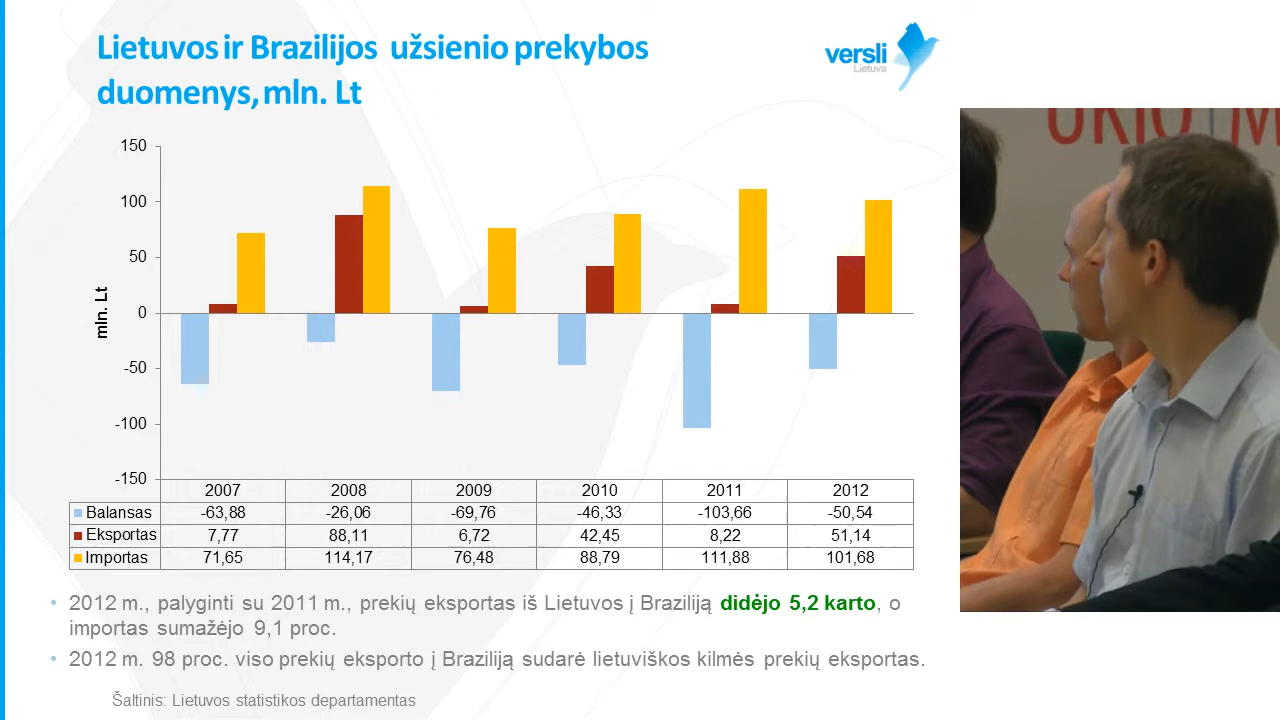 Lietuvos ir Brazilijos užsienio prekybos
duomenys, mln. Lt
versli
Lietuva
ŪKIO M
150
100
50
0
-50
-100
-150
mln. Lt
2007 2008 2009 2010 2011 2012
Balansas -63,88 -26,06 -69,76 -46,33 -103,66 -50,54
Eksportas 7,77 88,11 6,72 42,45 8,22 51,14
Importas 71,65 114,17 76,48 88,79 111,88 101,68
• 2012 m., palyginti su 2011 m., prekių eksportas iš Lietuvos į Braziliją didėjo 5,2 karto, o
importas sumažėjo 9,1 proc.
• 2012 m. 98 proc. viso prekių eksporto į Braziliją sudarė lietuviškos kilmės prekių eksportas.
Šaltinis: Lietuvos statistikos departamentas